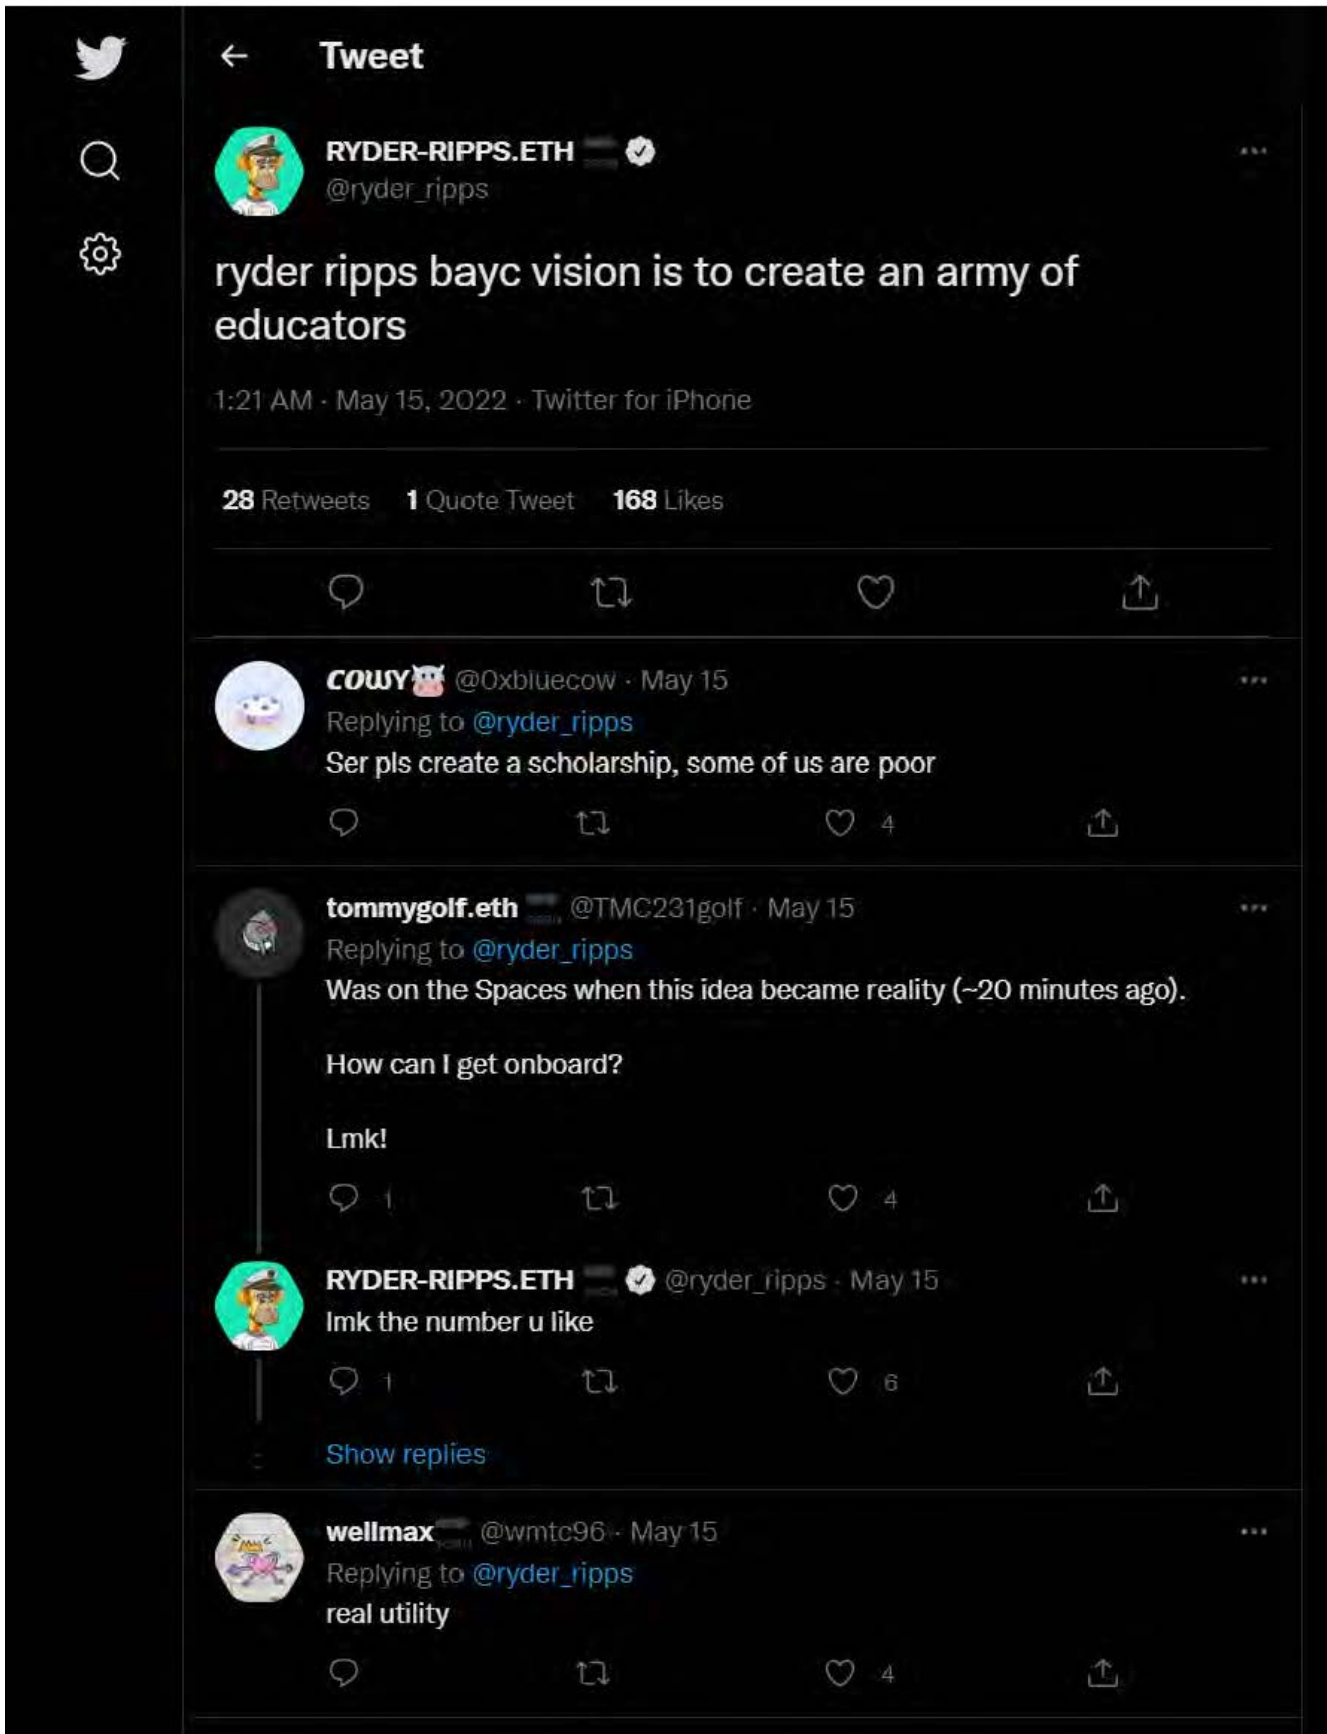 Tweet
RYDER-RIPPS.ETH
@ryder_ripps
ryder ripps bayc vision is to create an army of
educators
1:21 AM · May 15, 2022 · Twitter for iPhone
28 Retweets 1 Quote Tweet 168 Likes
COWSY @0xbluecow · May 15
Replying to @ryder_ripps
Ser pls create a scholarship, some of us are poor
4
tommygolf.eth @TMC231golf · May 15
Replying to @ryder_ripps
Was on the Spaces when this idea became reality (~20 minutes ago).
How can I get onboard?
Lmk!
1 4
RYDER-RIPPS.ETH @ryder_ripps · May 15
lmk the number u like
1 6
Show replies
wellmax @wmtc96 · May 15
Replying to @ryder_ripps
real utility
4